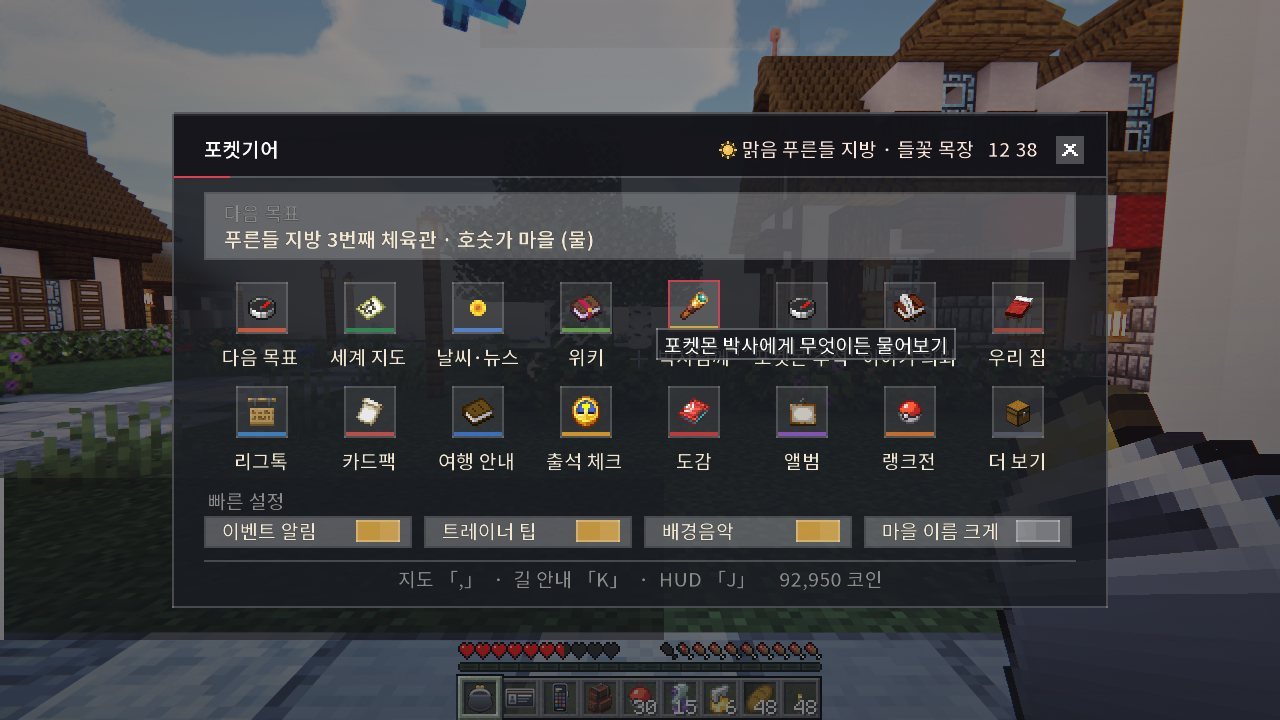 포켓기어
맑음 푸른들 지방 · 들꽃 목장 12 38
다음 목표
푸른들 지방 3번째 체육관 · 호숫가 마을 (물)
포켓몬 박사에게 무엇이든 물어보기
다음 목표 세계 지도 날씨·뉴스 위키 우리 집
리그톡 카드팩 여행 안내 출석 체크 도감 앨범 랭크전 더 보기
빠른 설정
이벤트 알림 트레이너 팁 배경음악 마을 이름 크게
지도 「,」 · 길 안내 「K」 · HUD 「J」 92,950 코인
30 15 6 48 48